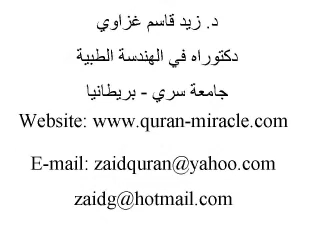 د. زيد قاسم غزاوي
دكتوراه في الهندسة الطبية
جامعة سري - بريطانيا
Website: www.quran-miracle.com
E-mail: zaidquran@yahoo.com
zaidg@hotmail.com